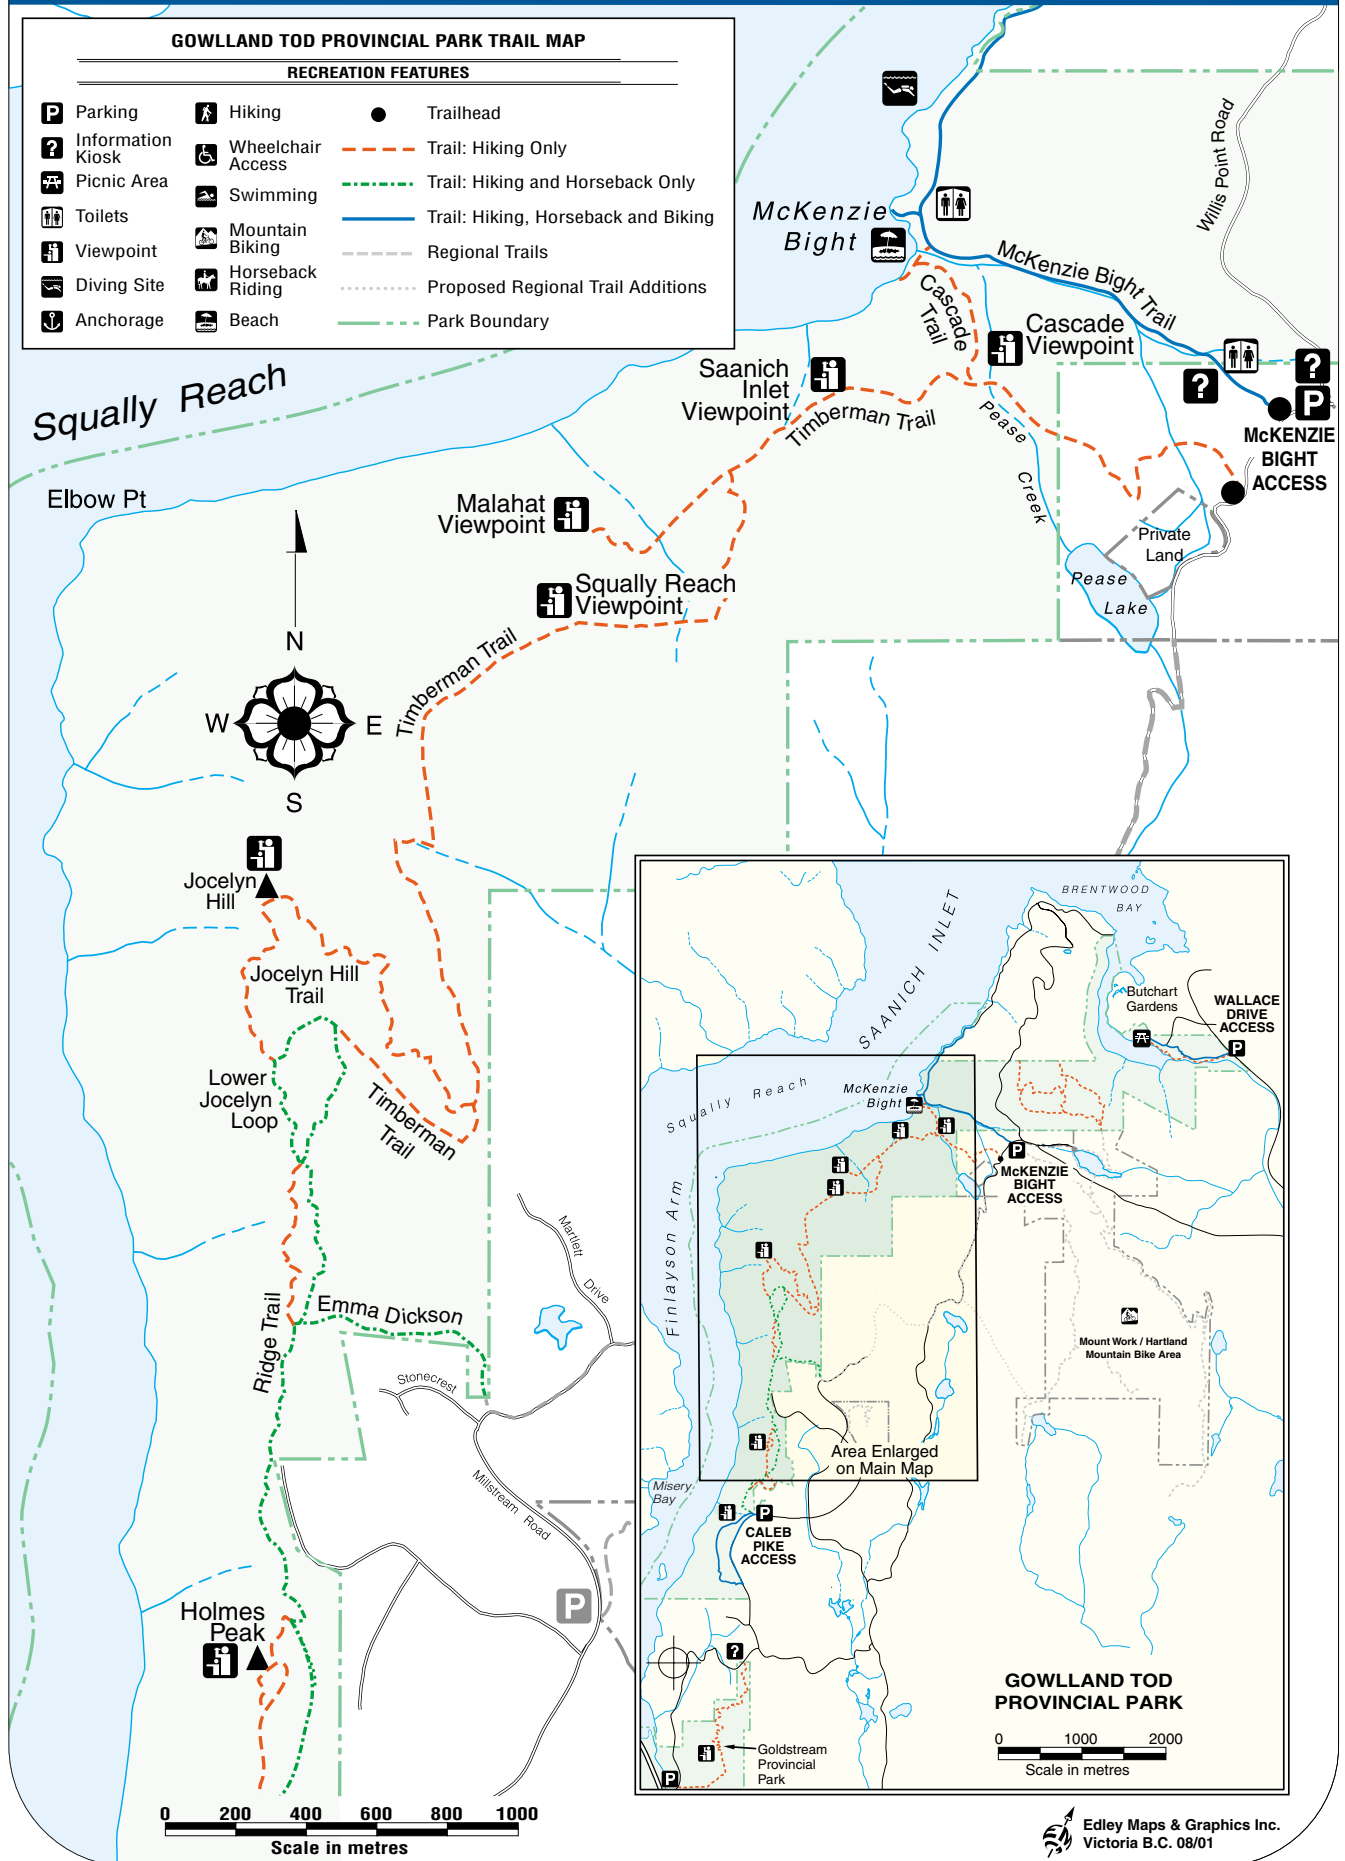 GOWLLAND TOD PROVINCIAL PARK TRAIL MAP
RECREATION FEATURES
P Parking
? Information
Kiosk
Picnic Area
Toilets
Viewpoint
Diving Site
Anchorage
Hiking
Wheelchair
Access
Swimming
Mountain
Biking
Horseback
Riding
Beach
Trailhead
Trail: Hiking Only
Trail: Hiking and Horseback Only
Trail: Hiking, Horseback and Biking
Regional Trails
Proposed Regional Trail Additions
Park Boundary
Willis Point Road
McKenzie
Bight
McKenzie Bight Trail
Cascade
Trail
Cascade
Viewpoint
Saanich
Inlet
Viewpoint
Timberman Trail
?
?
P
McKENZIE
BIGHT
ACCESS
Squally Reach
Elbow Pt
Pease
Creek
Malahat
Viewpoint
Private
Land
Pease
Lake
Squally Reach
Viewpoint
Timberman Trail
N
W
E
S
Jocelyn
Hill
Jocelyn Hill
Trail
Lower
Jocelyn
Loop
Timberman
Trail
Martlett
Drive
Emma Dickson
Ridge Trail
Stonecrest
Millstream Road
P
Holmes
Peak
0 200 400 600 800 1000
Scale in metres
BRENTWOOD
BAY
SAANICH INLET
Butchart
Gardens
WALLACE
DRIVE
ACCESS
P
Squally Reach
McKenzie
Bight
P
McKENZIE
BIGHT
ACCESS
Finlayson Arm
Mount Work / Hartland
Mountain Bike Area
Area Enlarged
on Main Map
Misery
Bay
P
CALEB
PIKE
ACCESS
?
Goldstream
Provincial
Park
P
GOWLLAND TOD
PROVINCIAL PARK
0 1000 2000
Scale in metres
Edley Maps & Graphics Inc.
Victoria B.C. 08/01